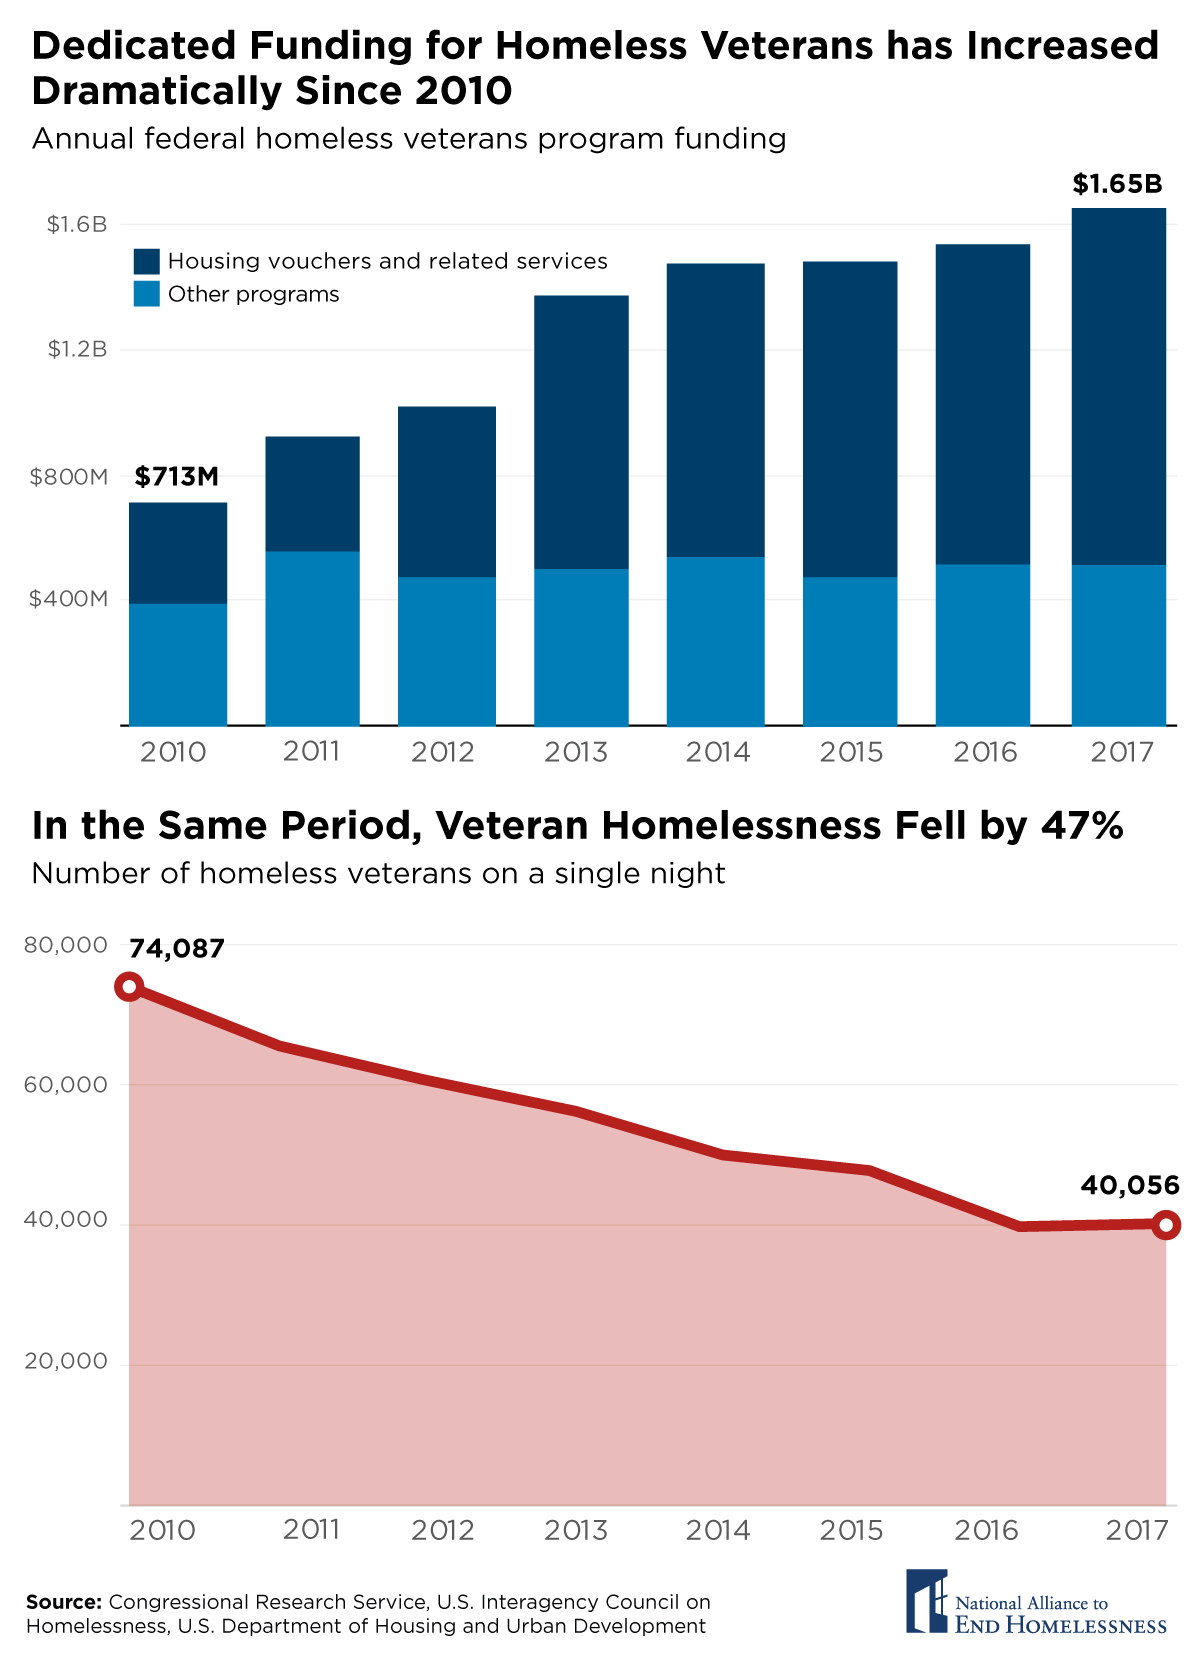 Dedicated Funding for Homeless Veterans has Increased
Dramatically Since 2010
Annual federal homeless veterans program funding
$1.65B
$1.6B
Housing vouchers and related services
Other programs
$1.2B
$800M
$713M
$400M
2010 2011 2012 2013 2014 2015 2016 2017
In the Same Period, Veteran Homelessness Fell by 47%
Number of homeless veterans on a single night
80,000
74,087
60,000
40,056
40,000
20,000
2010 2011 2012 2013 2014 2015 2016 2017
Source: Congressional Research Service, U.S. Interagency Council on
Homelessness, U.S. Department of Housing and Urban Development
National Alliance to
END HOMELESSNESS